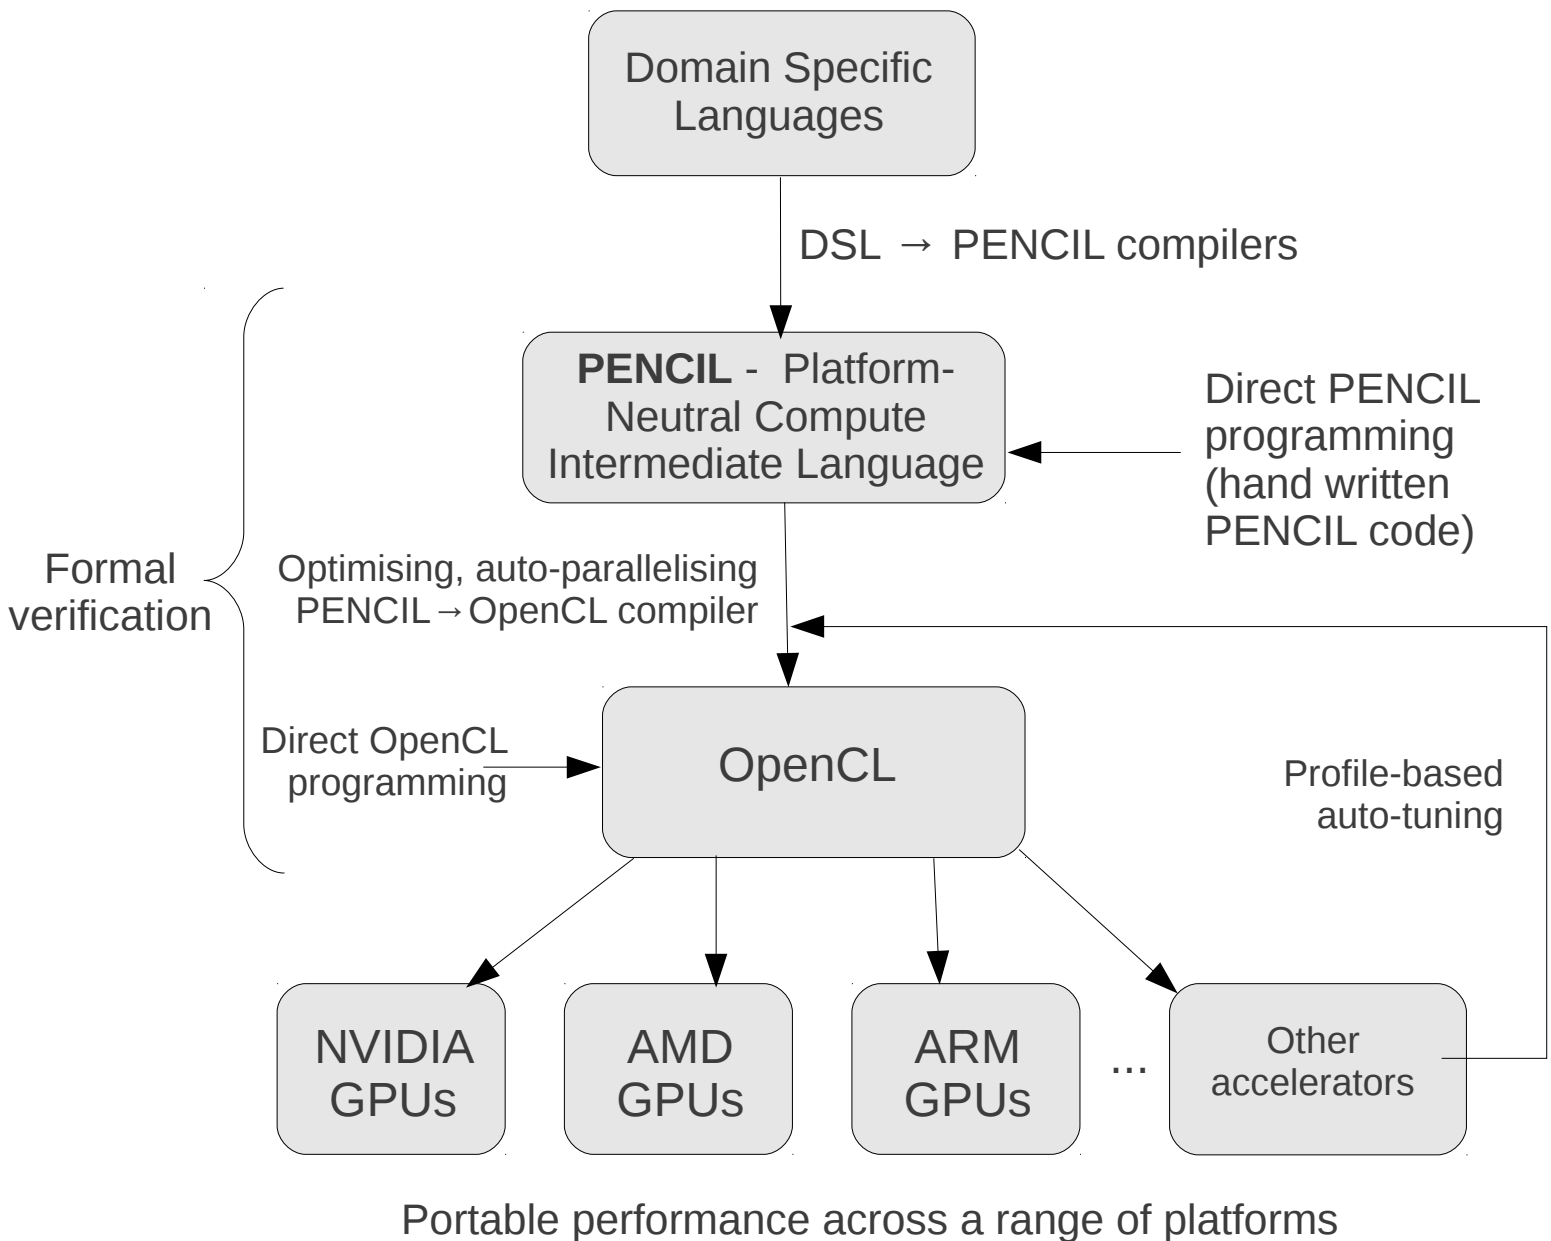 Domain Specific
Languages
DSL → PENCIL compilers
PENCIL - Platform-
Neutral Compute
Intermediate Language
Direct PENCIL
programming
(hand written
PENCIL code)
Formal
verification
Optimising, auto-parallelising
PENCIL→OpenCL compiler
Direct OpenCL
programming
OpenCL
Profile-based
auto-tuning
NVIDIA
GPUs
AMD
GPUs
ARM
GPUs
...
Other
accelerators
Portable performance across a range of platforms